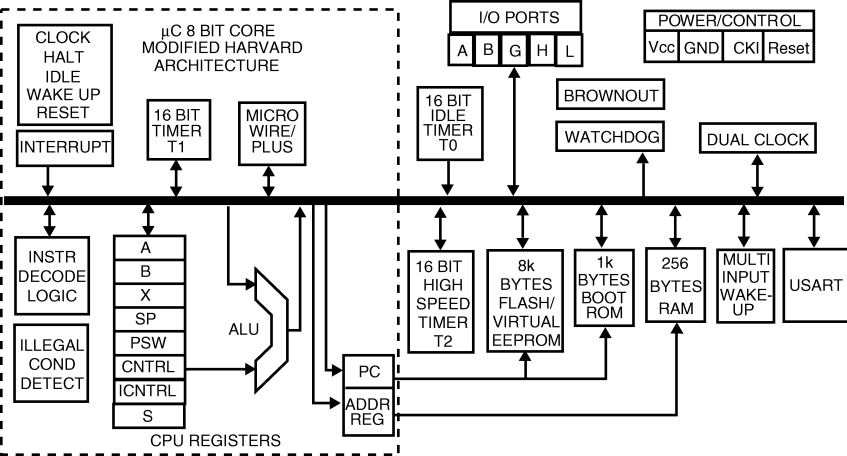 CLOCK
HALT
IDLE
WAKE UP
RESET
µC 8 BIT CORE
MODIFIED HARVARD
ARCHITECTURE
I/O PORTS
A B G H L
POWER/CONTROL
Vcc GND CKI Reset
INTERRUPT
16 BIT
TIMER
T1
MICRO
WIRE/
PLUS
16 BIT
IDLE
TIMER
T0
BROWNOUT
WATCHDOG
DUAL CLOCK
INSTR
DECODE
LOGIC
ILLEGAL
COND
DETECT
A
B
X
SP
PSW
CNTRL
ICNTRL
S
CPU REGISTERS
ALU
PC
ADDR
REG
16 BIT
HIGH
SPEED
TIMER
T2
8k
BYTES
FLASH/
VIRTUAL
EEPROM
1k
BYTES
BOOT
ROM
256
BYTES
RAM
MULTI
INPUT
WAKE-
UP
USART